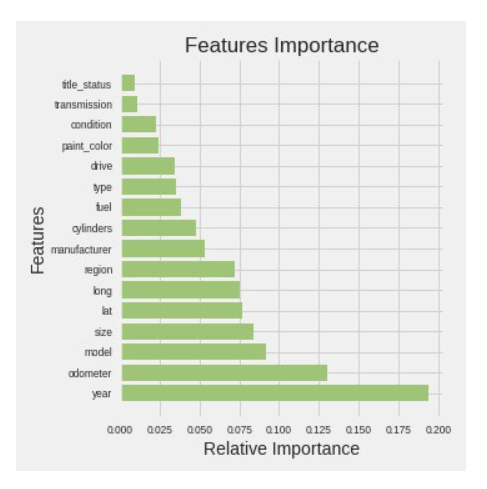 Features Importance
title_status
transmission
condition
paint_color
drive
type
fuel
cylinders
manufacturer
region
long
lat
size
model
odometer
year
Features
0.000 0.025 0.050 0.075 0.100 0.125 0.150 0.175 0.200
Relative Importance